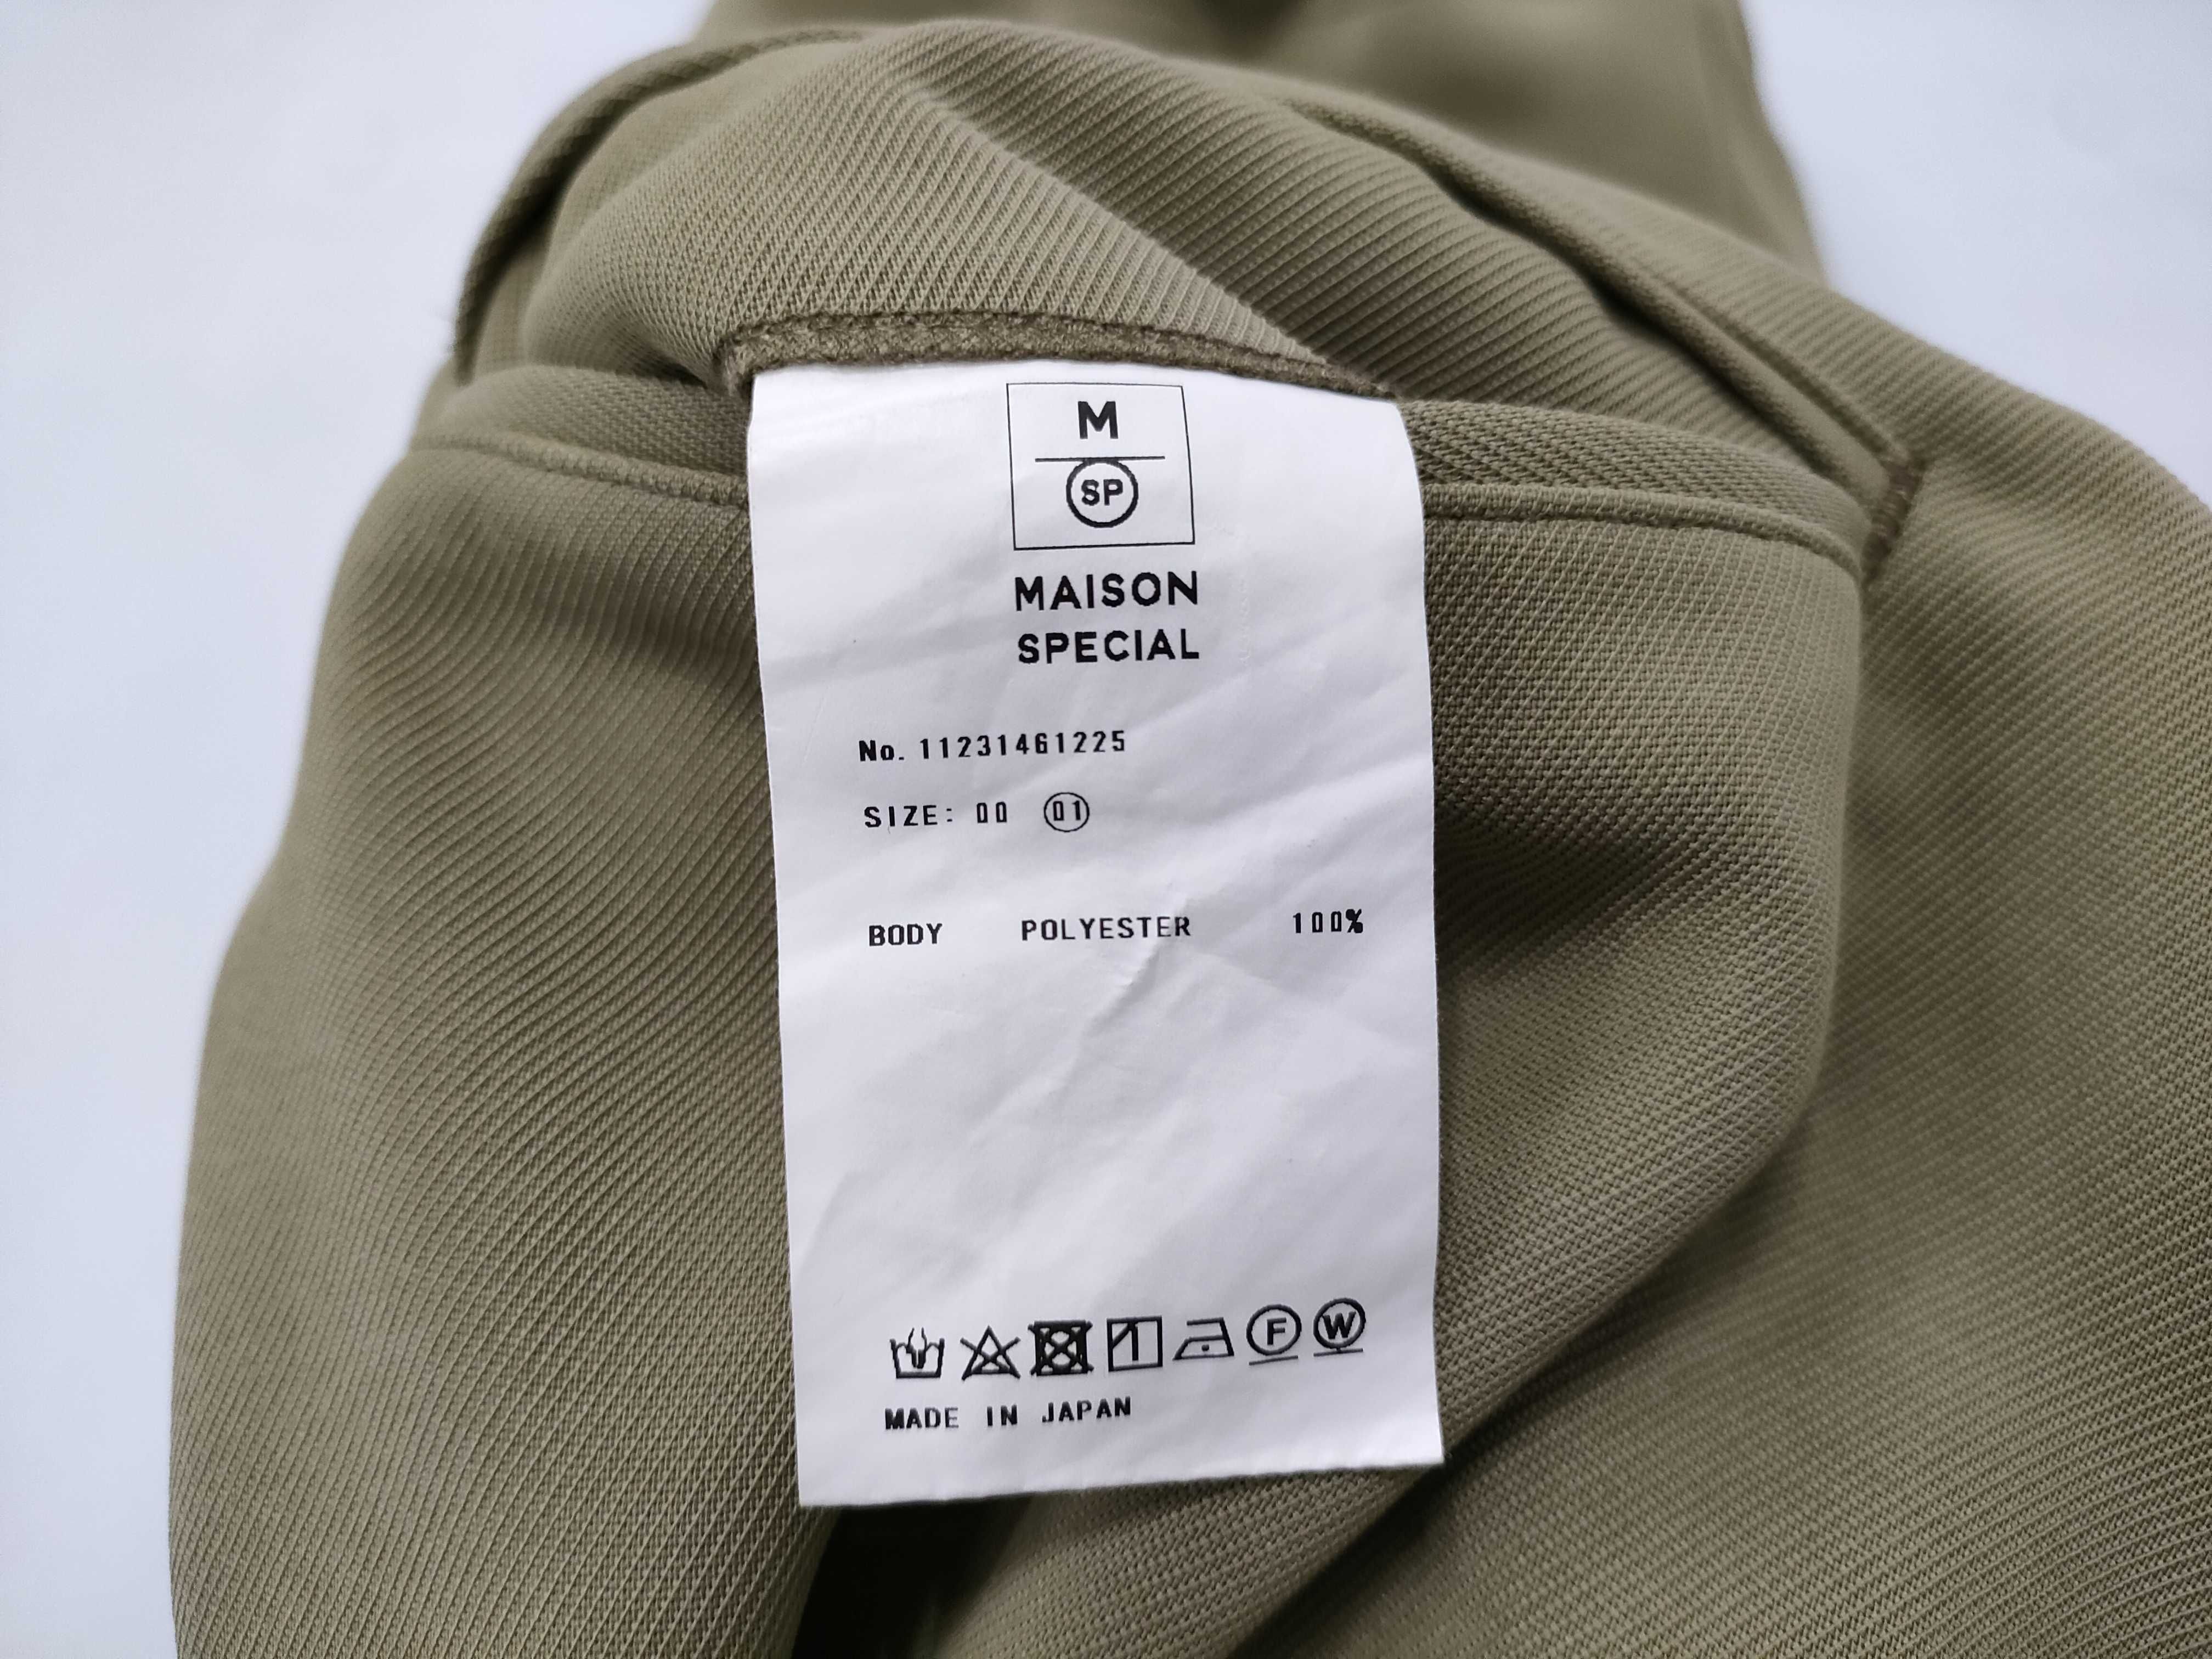 M
SP
MAISON
SPECIAL
No. 11231461225
SIZE: 00 01
BODY POLYESTER 100%
F W
MADE IN JAPAN